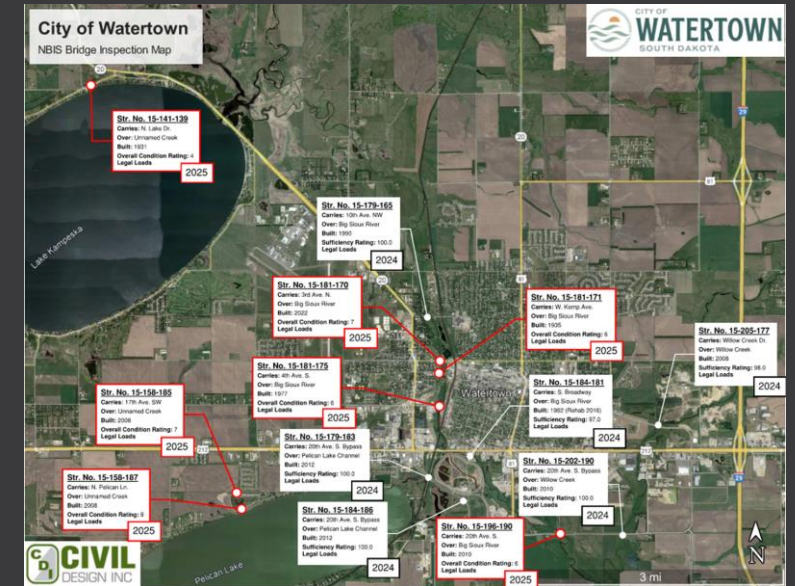 City of Watertown
NBIS Bridge Inspection Map
CITY OF
WATERTOWN
SOUTH DAKOTA
20
29
Str. No. 15-141-139
Carries: N. Lake Dr.
Over: Unnamed Creek
Built: 1931
Overall Condition Rating: 4
Legal Loads
2025
20
81
Lake Kampeska
Str. No. 15-179-165
Carries: 10th Ave. NW
Over: Big Sioux River
Built: 1990
Sufficiency Rating: 100.0
Legal Loads
2024
20
81
Str. No. 15-181-170
Carries: 3rd Ave. N.
Over: Big Sioux River
Built: 2022
Overall Condition Rating: 7
Legal Loads
2025
Str. No. 15-181-171
Carries: W. Kemp Ave.
Over: Big Sioux River
Built: 1935
Overall Condition Rating: 6
Legal Loads
2025
Str. No. 15-205-177
Carries: Willow Creek Dr.
Over: Willow Creek
Built: 2008
Sufficiency Rating: 98.0
Legal Loads
2024
Str. No. 15-181-175
Carries: 4th Ave. S.
Over: Big Sioux River
Built: 1977
Overall Condition Rating: 6
Legal Loads
2025
Watertown
Str. No. 15-184-181
Carries: S. Broadway
Over: Big Sioux River
Built: 1962 (Rehab 2016)
Sufficiency Rating: 97.0
Legal Loads
2024
Str. No. 15-158-185
Carries: 17th Ave. SW
Over: Unnamed Creek
Built: 2008
Overall Condition Rating: 7
Legal Loads
2025
212
Str. No. 15-179-183
Carries: 20th Ave. S. Bypass
Over: Pelican Lake Channel
Built: 2012
Sufficiency Rating: 100.0
Legal Loads
2024
81
212
Str. No. 15-202-190
Carries: 20th Ave. S. Bypass
Over: Willow Creek
Built: 2010
Sufficiency Rating: 100.0
Legal Loads
2024
29
Str. No. 15-158-187
Carries: N. Pelican Ln.
Over: Unnamed Creek
Built: 2008
Overall Condition Rating: 8
Legal Loads
2025
Str. No. 15-184-186
Carries: 20th Ave. S. Bypass
Over: Pelican Lake Channel
Built: 2012
Sufficiency Rating: 100.0
Legal Loads
2024
Str. No. 15-196-190
Carries: 20th Ave. S.
Over: Big Sioux River
Built: 2010
Overall Condition Rating: 6
Legal Loads
2025
CDI CIVIL
DESIGN INC
Pelican Lake
3 mi
N